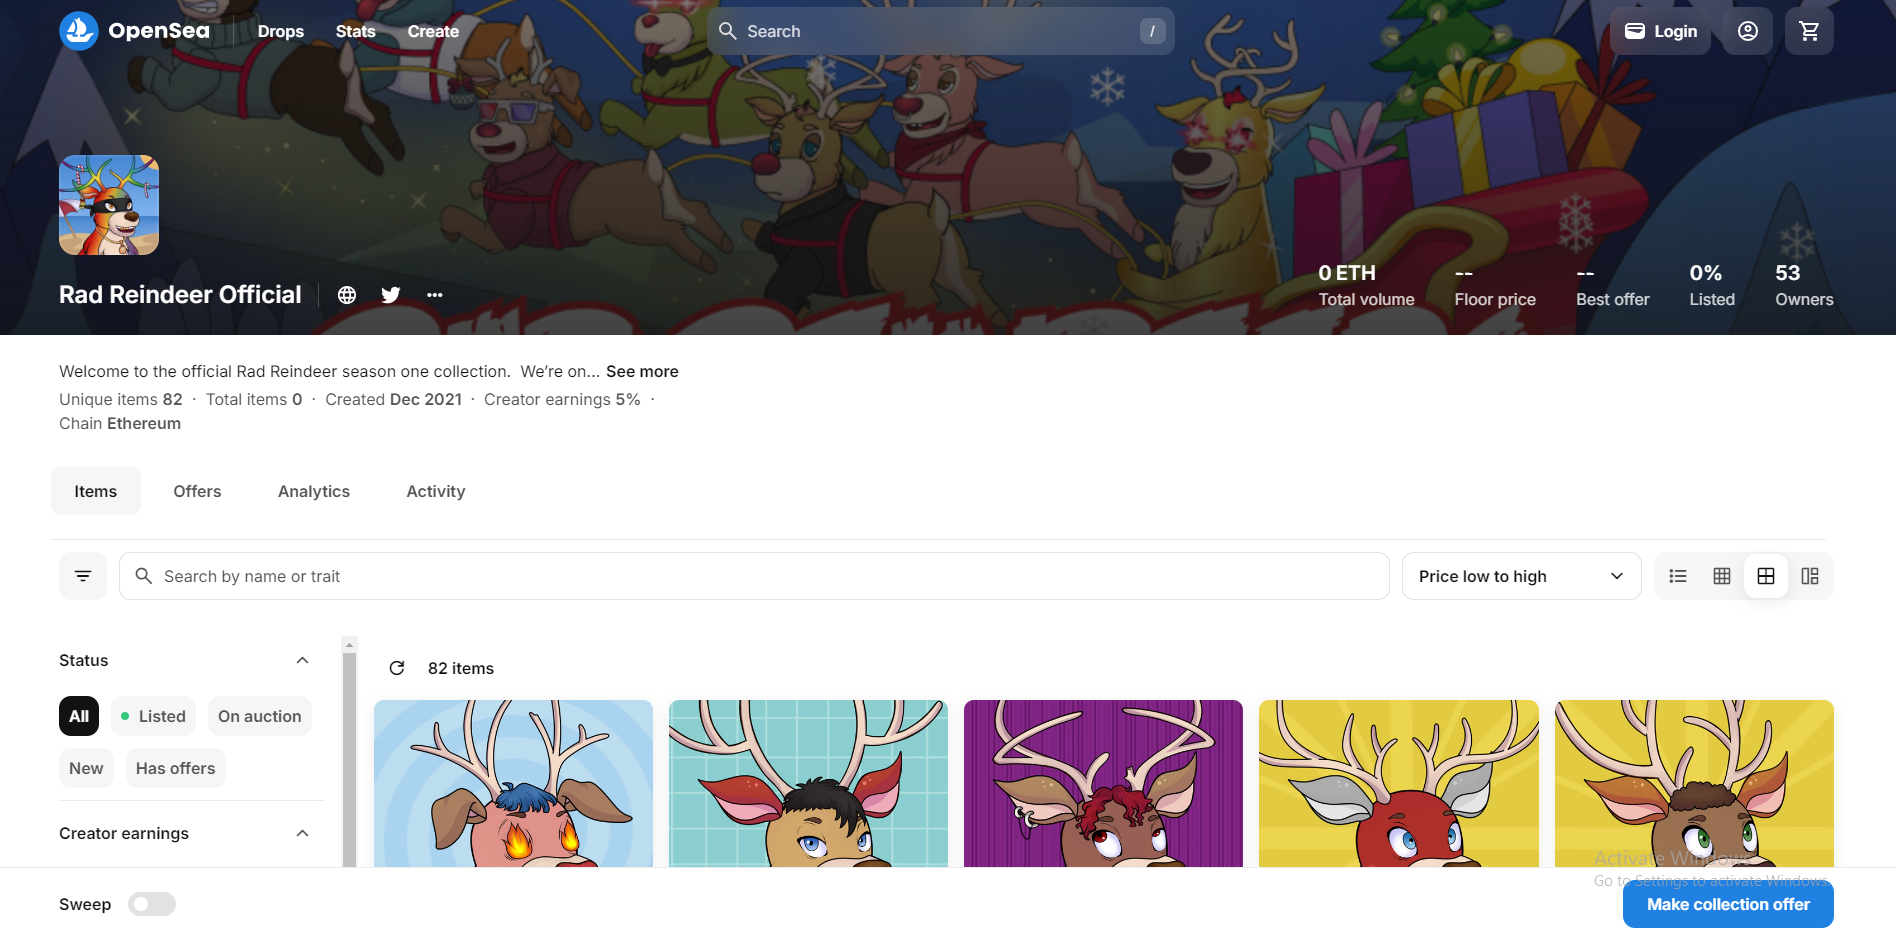 OpenSea
Drops Stats Create
Search /
Login
Rad Reindeer Official
0 ETH -- -- 0% 53
Total volume Floor price Best offer Listed Owners
Welcome to the official Rad Reindeer season one collection. We're on... See more
Unique items 82 · Total items 0 · Created Dec 2021 · Creator earnings 5% ·
Chain Ethereum
Items Offers Analytics Activity
Search by name or trait
Price low to high
Status
82 items
All Listed On auction
New Has offers
Creator earnings
Activate Windows
Go to Settings to activate Windows.
Sweep
Make collection offer